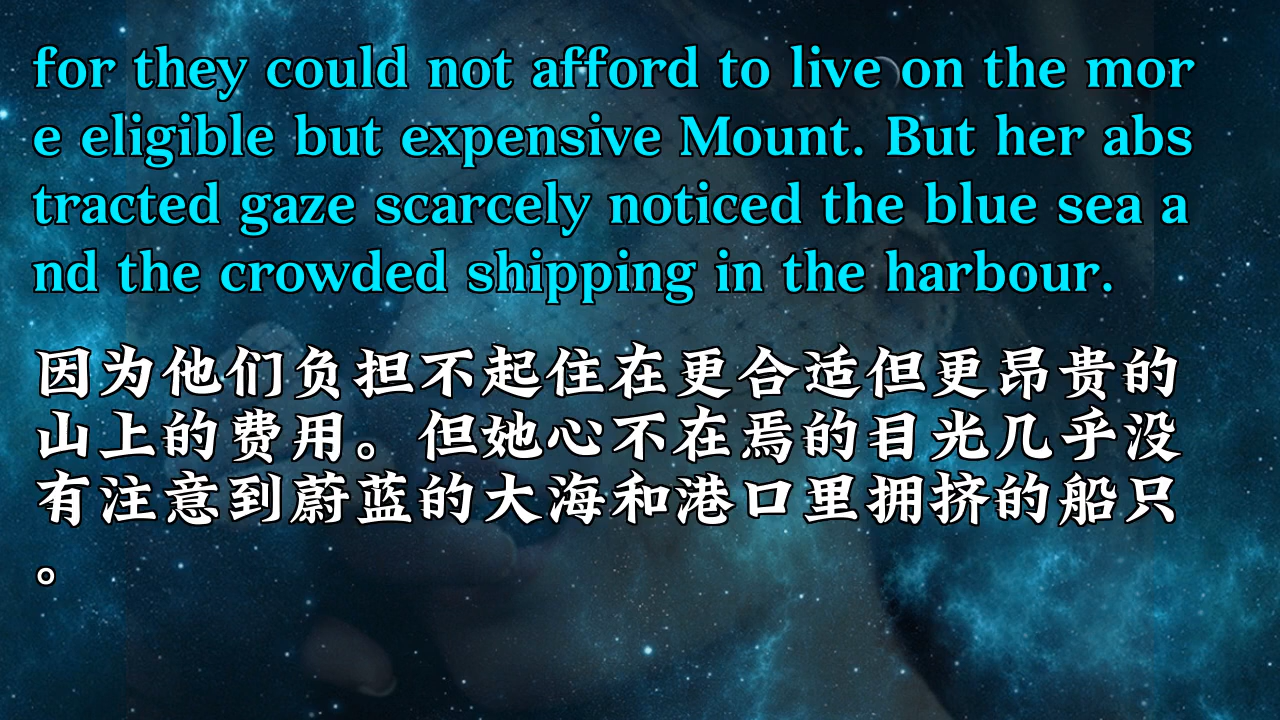 for they could not afford to live on the mor
e eligible but expensive Mount. But her abs
tracted gaze scarcely noticed the blue sea a
nd the crowded shipping in the harbour.
因为他们负担不起住在更合适但更昂贵的
山上的费用。但她心不在焉的目光几乎没
有注意到蔚蓝的大海和港口里拥挤的船只
。